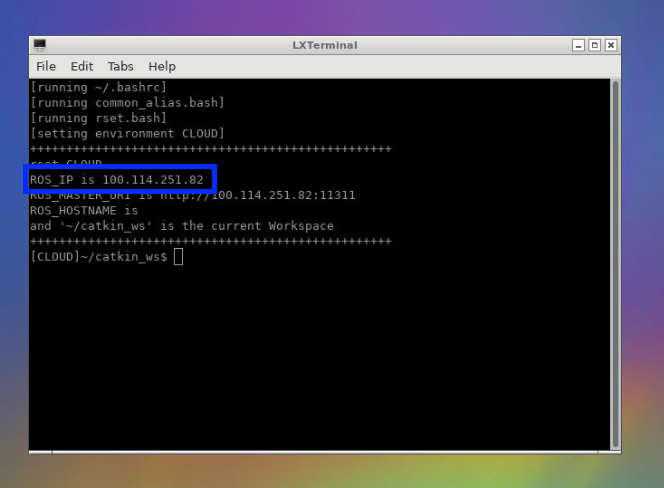 LXTerminal
File Edit Tabs Help
[running ~/.bashrc]
[running common_alias.bash]
[running rset.bash]
[setting environment CLOUD]
++++++++++++++++++++++++++++++++++++++++++++++++++
rset CLOUD
ROS_IP is 100.114.251.82
ROS_MASTER_URI is http://100.114.251.82:11311
ROS_HOSTNAME is
and '~/catkin_ws' is the current Workspace
++++++++++++++++++++++++++++++++++++++++++++++++++
[CLOUD]~/catkin_ws$